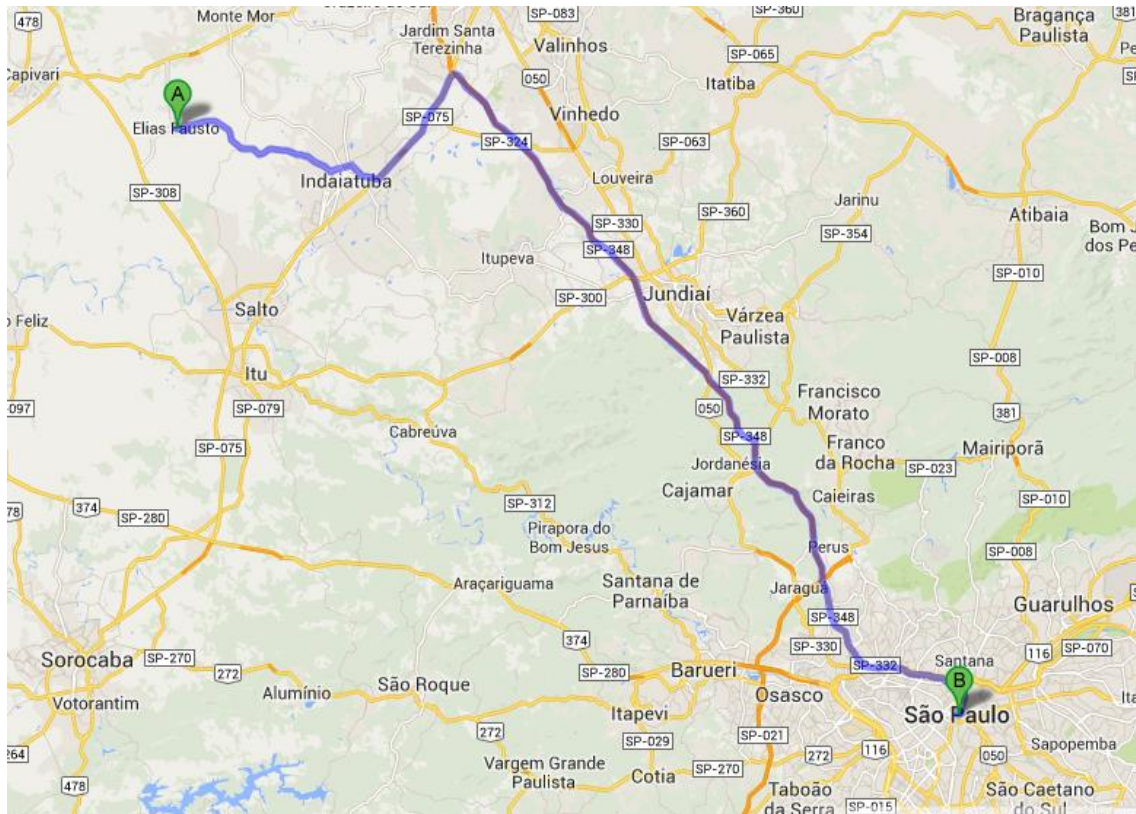 478
Monte Mor
SP-083
SP-360
Bragança
Paulista
381
Jardim Santa
Terezinha
Valinhos
SP-065
Capivari
050
Itatiba
A
Elias Fausto
SP-075
Vinhedo
SP-324
SP-063
Indaiatuba
Louveira
SP-308
Jarinu
SP-360
Atibaia
SP-330
SP-354
SP-348
Itupeva
SP-010
SP-300
Jundiaí
Salto
Várzea
Paulista
Itu
SP-008
SP-332
Francisco
Morato
SP-079
050
381
Cabreúva
SP-348
Franco
da Rocha
Mairiporã
SP-075
Jordanésia
SP-023
Cajamar
Caieiras
374
SP-010
SP-280
SP-312
Pirapora do
Bom Jesus
Perus
SP-008
Araçariguama
Santana de
Parnaíba
Jaraguá
Guarulhos
SP-348
374
116
SP-070
Sorocaba
SP-270
272
SP-280
Barueri
SP-330
SP-332
Santana
B
Votorantim
Alumínio
São Roque
Osasco
São Paulo
Itapevi
272
SP-029
SP-021
272
116
050
Sapopemba
478
Vargem Grande
Paulista
Cotia
SP-270
Taboão
da Serra
SP-015
São Caetano
do Sul